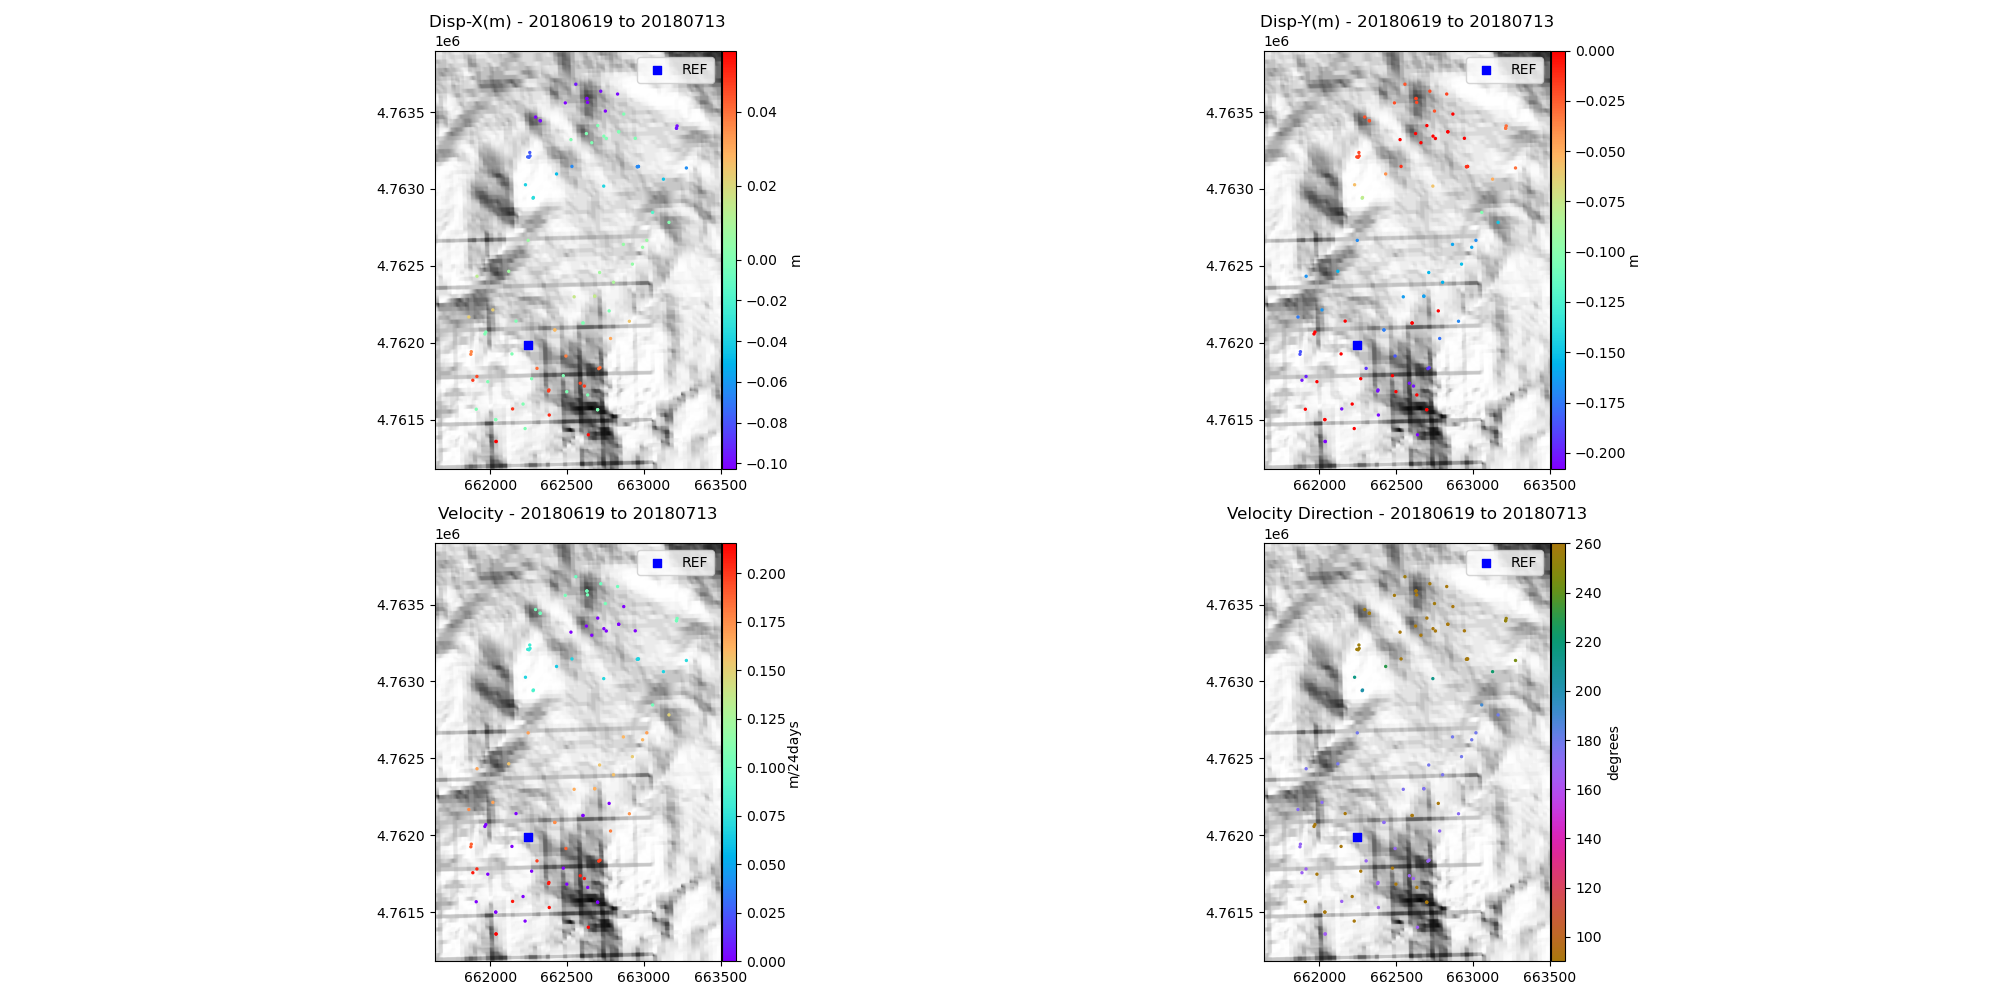 Disp-X(m) - 20180619 to 20180713
1e6
REF
4.7635
4.7630
4.7625
4.7620
4.7615
662000 662500 663000 663500
0.04
0.02
0.00
−0.02
−0.04
−0.06
−0.08
−0.10
m
Disp-Y(m) - 20180619 to 20180713
1e6
REF
4.7635
4.7630
4.7625
4.7620
4.7615
662000 662500 663000 663500
0.000
−0.025
−0.050
−0.075
−0.100
−0.125
−0.150
−0.175
−0.200
m
Velocity - 20180619 to 20180713
1e6
REF
4.7635
4.7630
4.7625
4.7620
4.7615
662000 662500 663000 663500
0.200
0.175
0.150
0.125
0.100
0.075
0.050
0.025
0.000
m/24days
Velocity Direction - 20180619 to 20180713
1e6
REF
4.7635
4.7630
4.7625
4.7620
4.7615
662000 662500 663000 663500
260
240
220
200
180
160
140
120
100
degrees